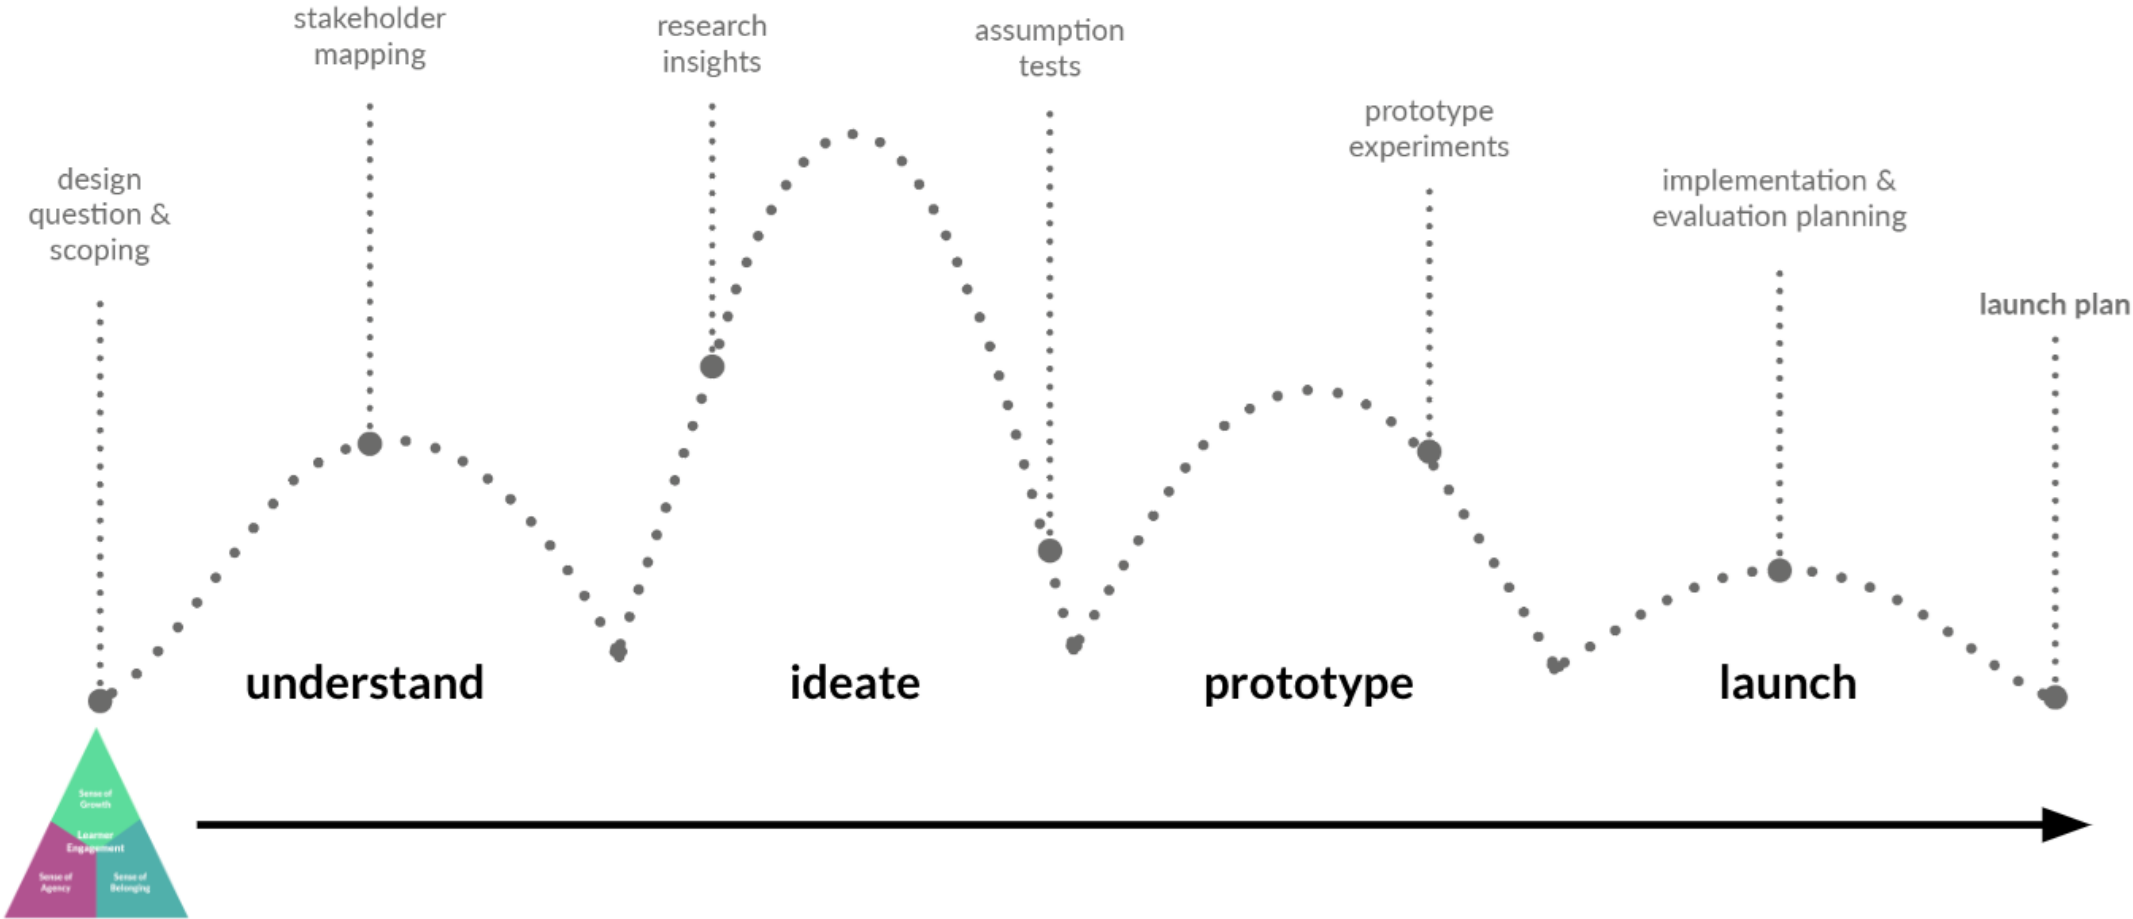 stakeholder
mapping
research
insights
assumption
tests
prototype
experiments
design
question &
scoping
implementation &
evaluation planning
launch plan
understand
ideate
prototype
launch
Sense of
Growth
Learner
Engagement
Sense of
Agency
Sense of
Belonging